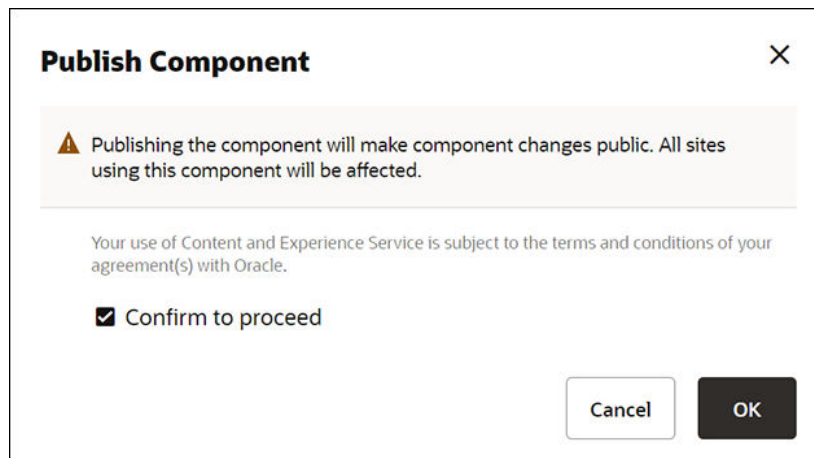 Publish Component
Publishing the component will make component changes public. All sites
using this component will be affected.
Your use of Content and Experience Service is subject to the terms and conditions of your
agreement(s) with Oracle.
Confirm to proceed
Cancel
OK